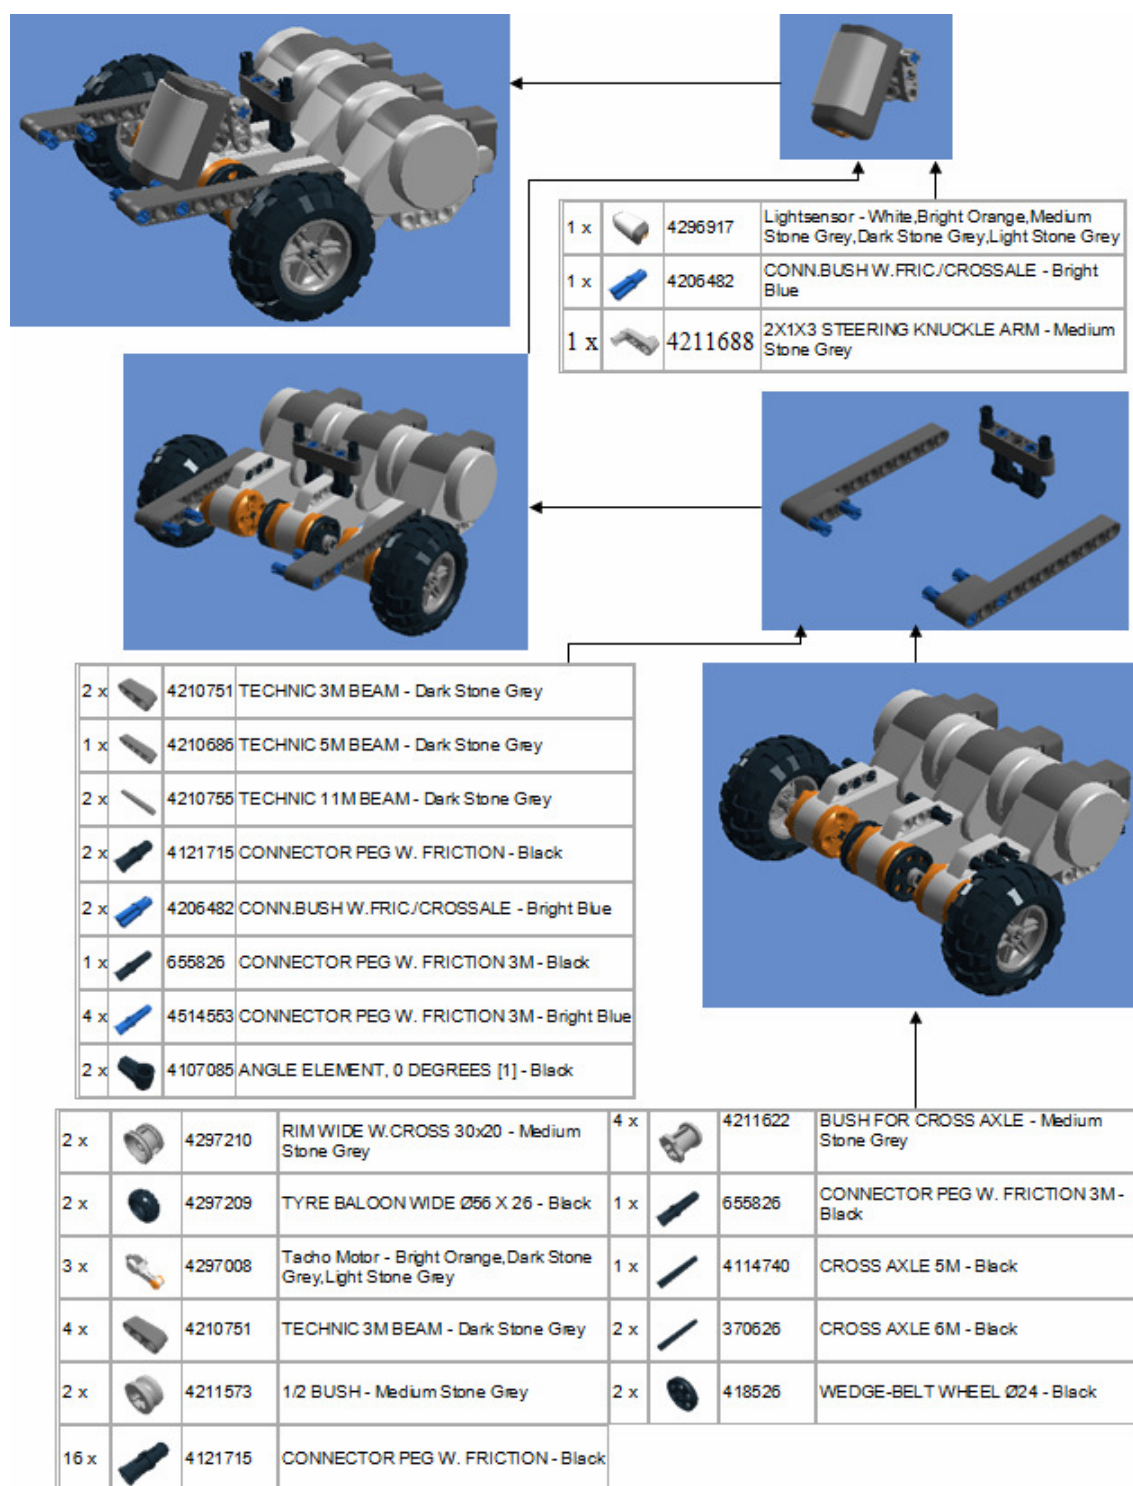 1 x 4296917 Lightsensor - White,Bright Orange,Medium
Stone Grey,Dark Stone Grey,Light Stone Grey
1 x 4206482 CONN.BUSH W.FRIC./CROSSALE - Bright
Blue
1 x 4211688 2X1X3 STEERING KNUCKLE ARM - Medium
Stone Grey
2 x 4210751 TECHNIC 3M BEAM - Dark Stone Grey
1 x 4210686 TECHNIC 5M BEAM - Dark Stone Grey
2 x 4210755 TECHNIC 11M BEAM - Dark Stone Grey
2 x 4121715 CONNECTOR PEG W. FRICTION - Black
2 x 4206482 CONN.BUSH W.FRIC./CROSSALE - Bright Blue
1 x 655826 CONNECTOR PEG W. FRICTION 3M - Black
4 x 4514553 CONNECTOR PEG W. FRICTION 3M - Bright Blue
2 x 4107085 ANGLE ELEMENT, 0 DEGREES [1] - Black
2 x 4297210 RIM WIDE W.CROSS 30x20 - Medium
Stone Grey
2 x 4297209 TYRE BALOON WIDE Ø56 X 26 - Black
3 x 4297008 Tacho Motor - Bright Orange,Dark Stone
Grey,Light Stone Grey
4 x 4210751 TECHNIC 3M BEAM - Dark Stone Grey
2 x 4211573 1/2 BUSH - Medium Stone Grey
16 x 4121715 CONNECTOR PEG W. FRICTION - Black
4 x 4211622 BUSH FOR CROSS AXLE - Medium
Stone Grey
1 x 655826 CONNECTOR PEG W. FRICTION 3M -
Black
1 x 4114740 CROSS AXLE 5M - Black
2 x 370626 CROSS AXLE 6M - Black
2 x 418526 WEDGE-BELT WHEEL Ø24 - Black